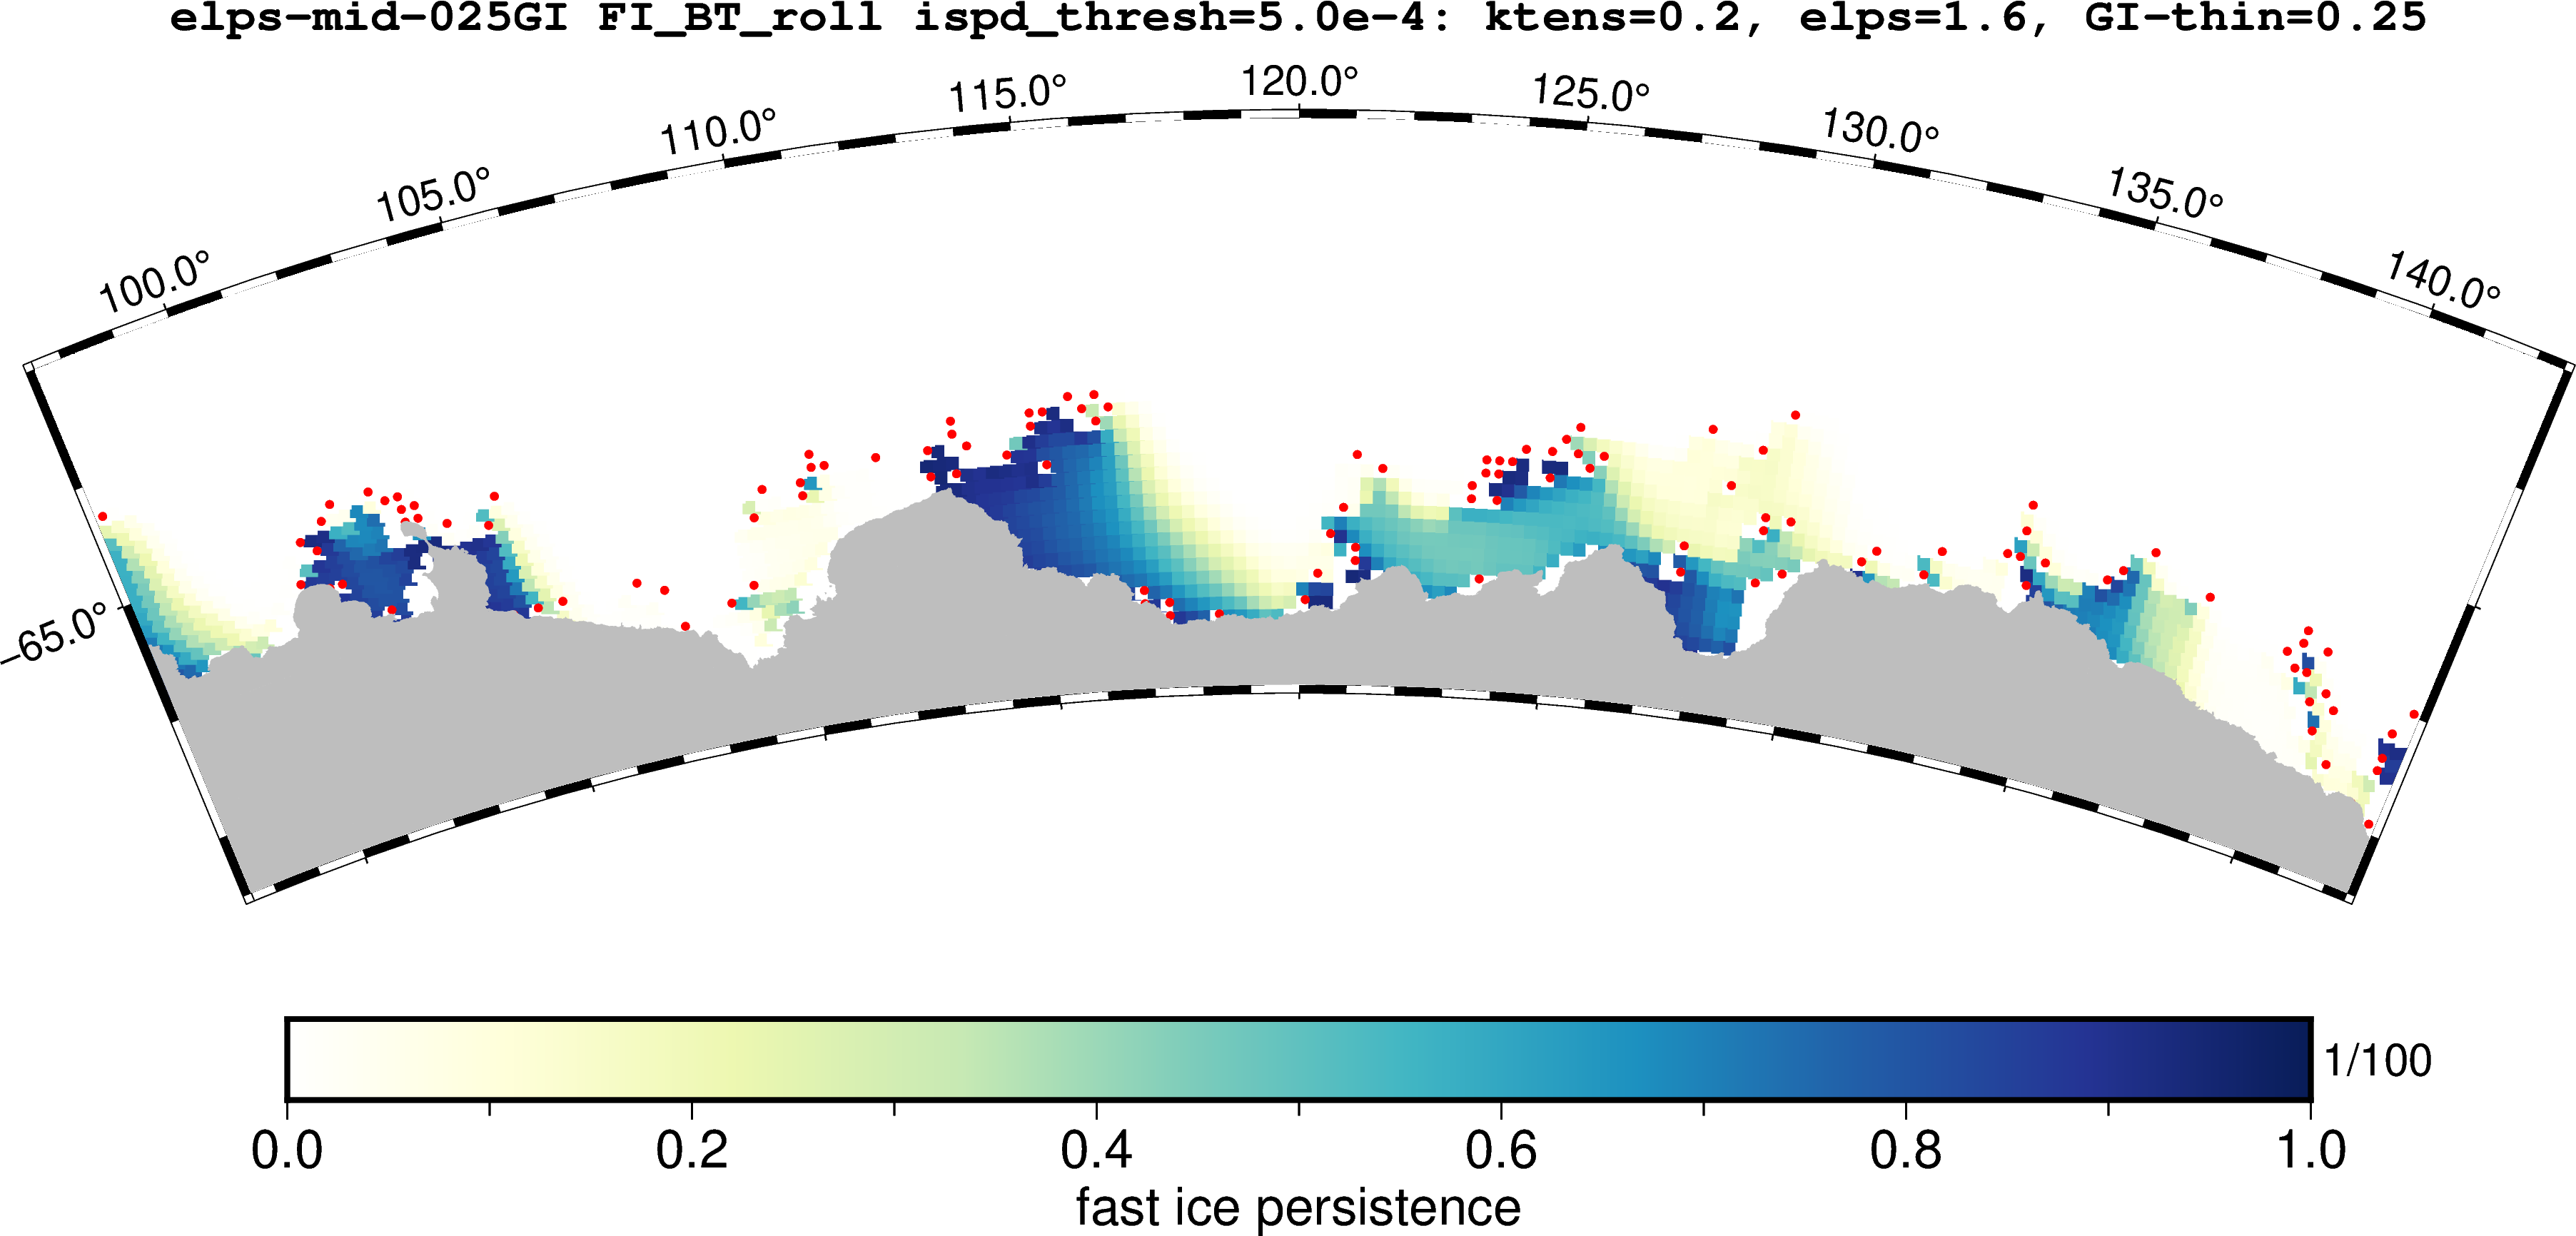 elps-mid-025GI FI_BT_roll ispd_thresh=5.0e-4: ktens=0.2, elps=1.6, GI-thin=0.25
100.0° 105.0° 110.0° 115.0° 120.0° 125.0° 130.0° 135.0° 140.0°
-65.0°
1/100
0.0 0.2 0.4 0.6 0.8 1.0
fast ice persistence